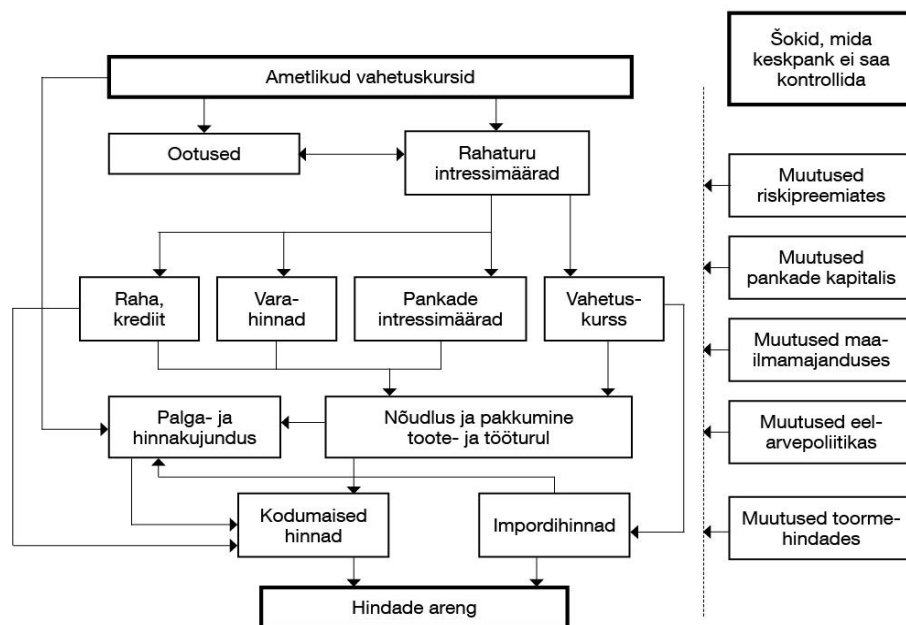 Ametlikud vahetuskursid
Ootused
Rahaturu
intressimäärad
Raha,
krediit
Vara-
hinnad
Pankade
intressimäärad
Vahetus-
kurss
Palga- ja
hinnakujundus
Nõudlus ja pakkumine
toote- ja tööturul
Kodumaised
hinnad
Impordihinnad
Hindade areng
Šokid, mida
keskpank ei saa
kontrollida
Muutused
riskipreemiates
Muutused
pankade kapitalis
Muutused maa-
ilmamajanduses
Muutused eel-
arvepoliitikas
Muutused toorme-
hindades